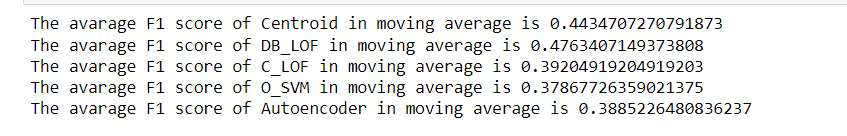 The avarage F1 score of Centroid in moving average is 0.4434707270791873
The avarage F1 score of DB_LOF in moving average is 0.4763407149373808
The avarage F1 score of C_LOF in moving average is 0.39204919204919203
The avarage F1 score of O_SVM in moving average is 0.37867726359021375
The avarage F1 score of Autoencoder in moving average is 0.3885226480836237